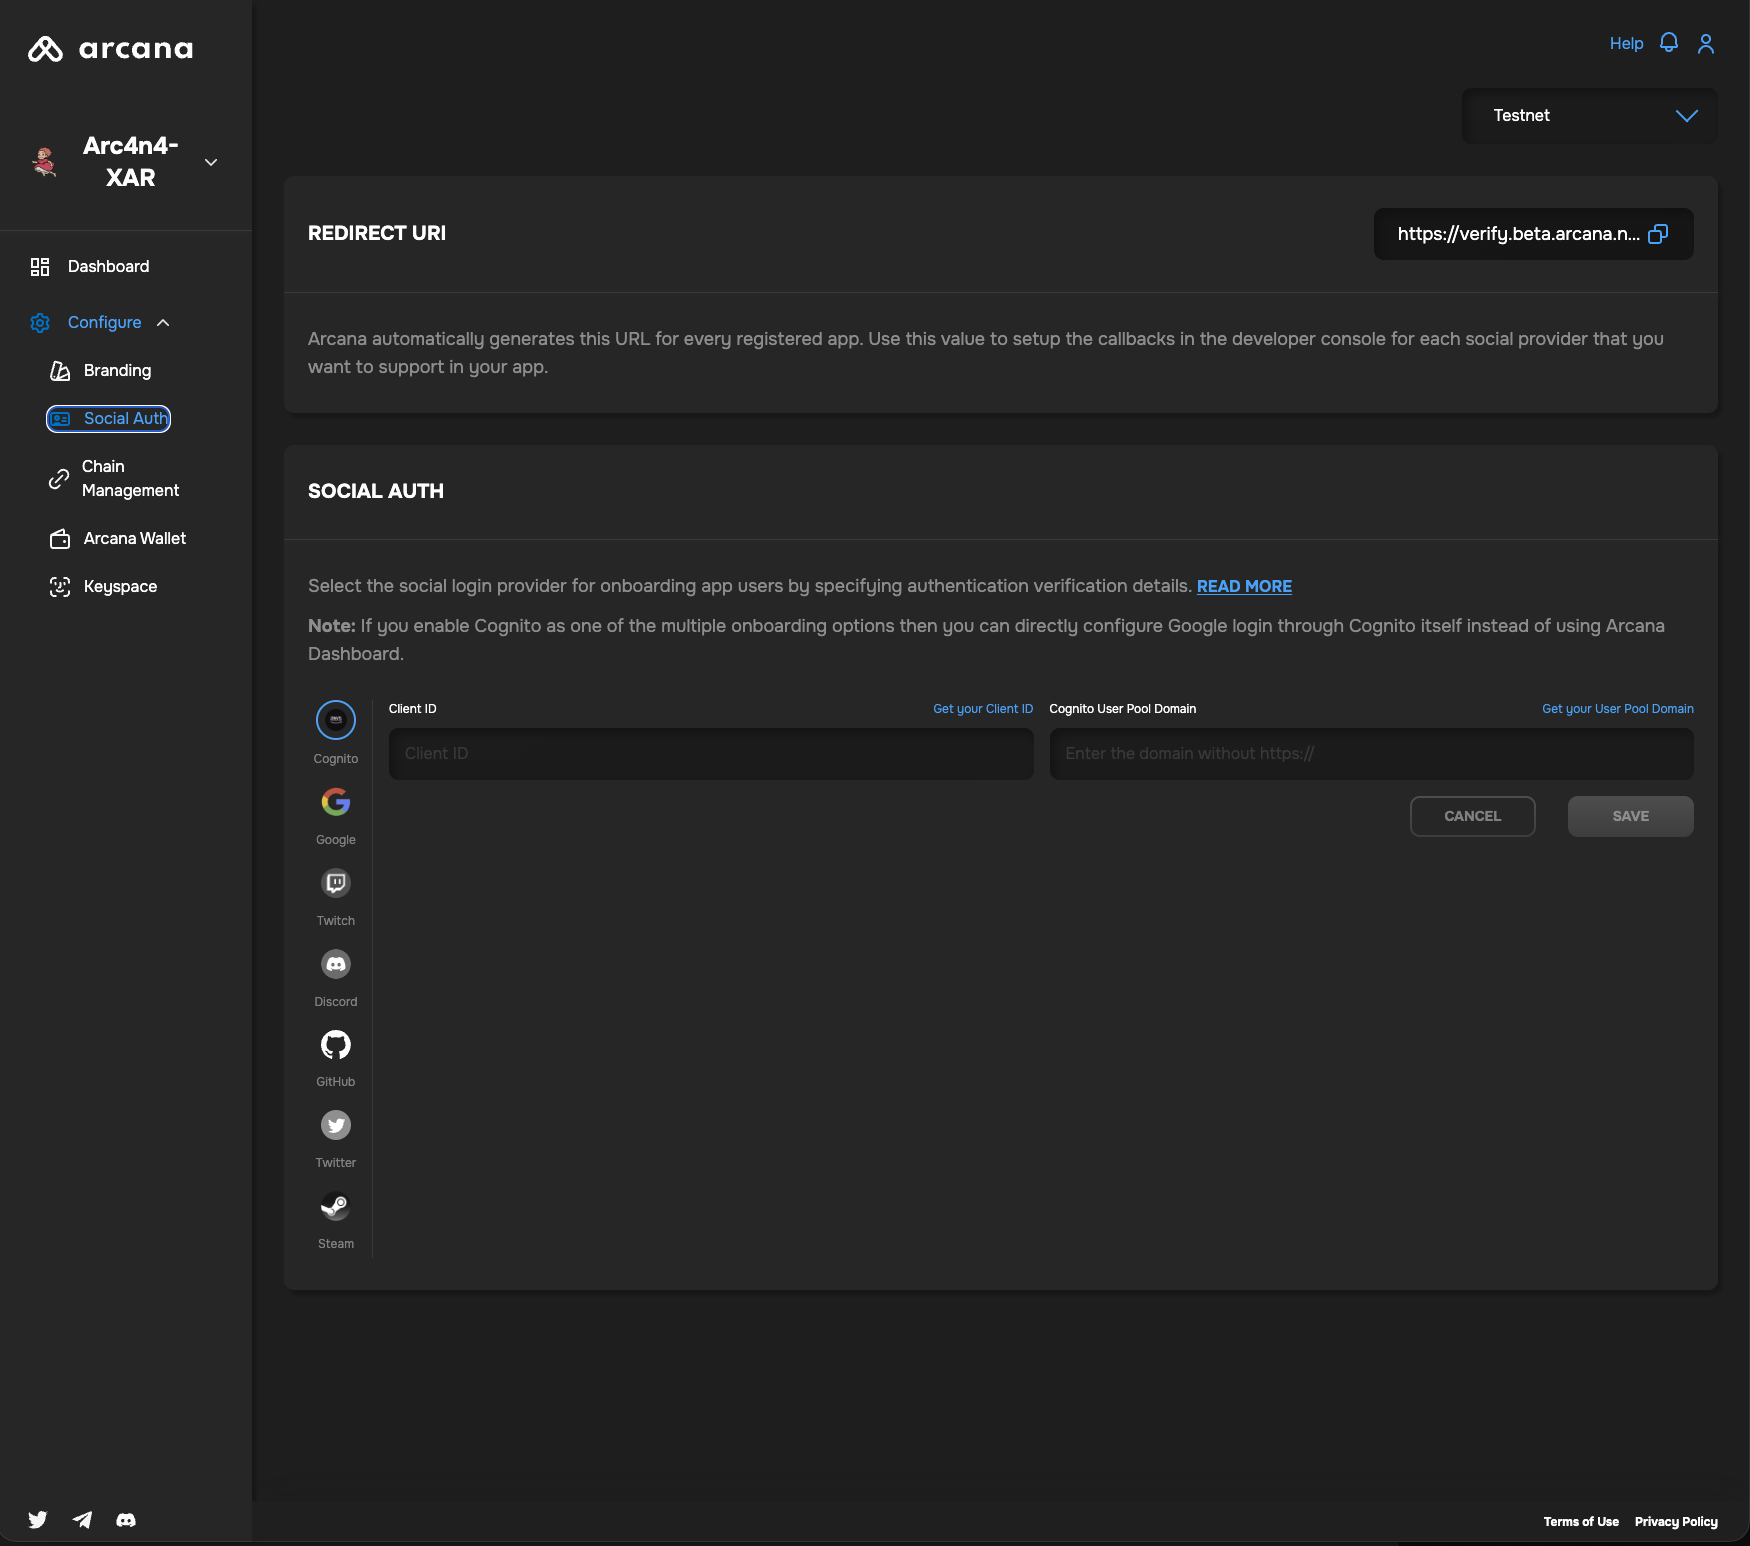 arcana
Help
Testnet
Arc4n4-
XAR
Dashboard
Configure
Branding
Social Auth
Chain
Management
Arcana Wallet
Keyspace
REDIRECT URI
https://verify.beta.arcana.n...
Arcana automatically generates this URL for every registered app. Use this value to setup the callbacks in the developer console for each social provider that you
want to support in your app.
SOCIAL AUTH
Select the social login provider for onboarding app users by specifying authentication verification details. READ MORE
Note: If you enable Cognito as one of the multiple onboarding options then you can directly configure Google login through Cognito itself instead of using Arcana
Dashboard.
Cognito
Google
Twitch
Discord
GitHub
Twitter
Steam
Client ID
Get your Client ID
Client ID
Cognito User Pool Domain
Get your User Pool Domain
Enter the domain without https://
CANCEL
SAVE
Terms of Use
Privacy Policy